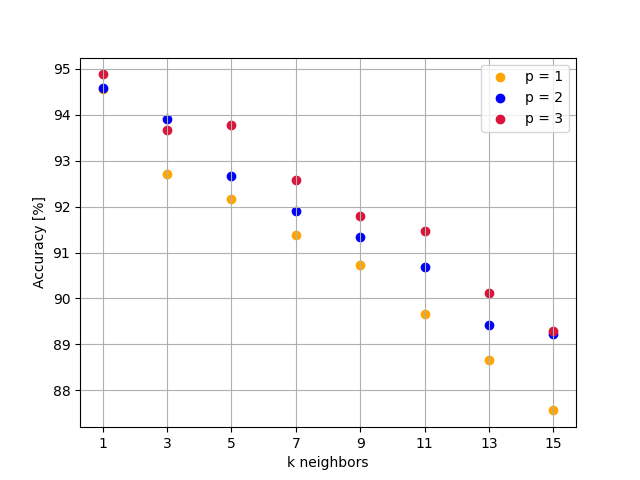 95
94
93
92
91
90
89
88
Accuracy [%]
p = 1
p = 2
p = 3
1 3 5 7 9 11 13 15
k neighbors